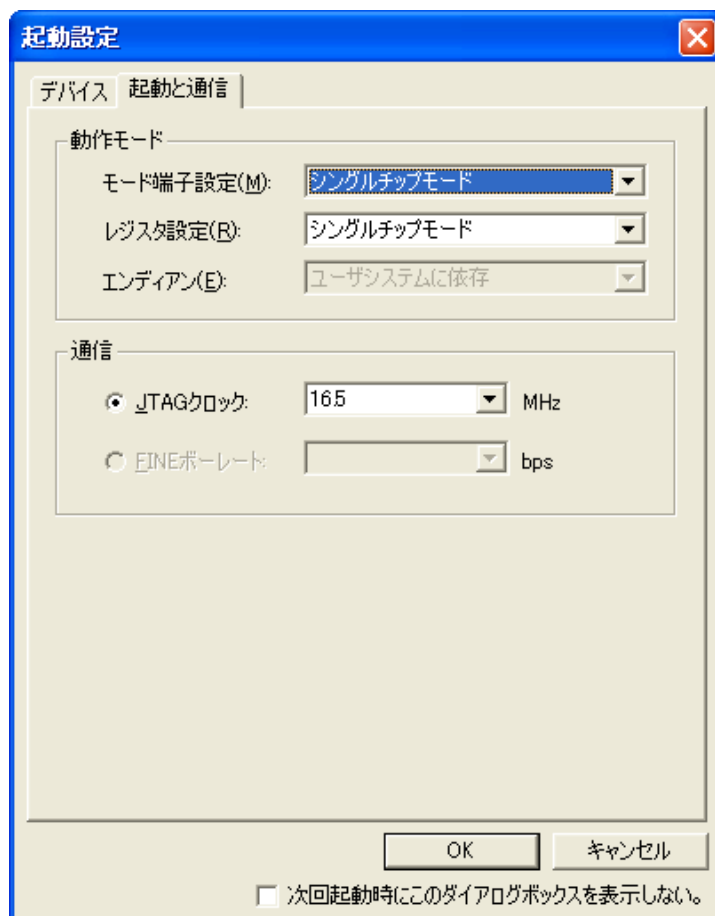 起動設定
デバイス 起動と通信
動作モード
モード端子設定(M): シングルチップモード
レジスタ設定(R): シングルチップモード
エンディアン(E): ユーザシステムに依存
通信
JTAGクロック: 16.5 MHz
FINEボーレート: bps
OK キャンセル
次回起動時にこのダイアログボックスを表示しない。